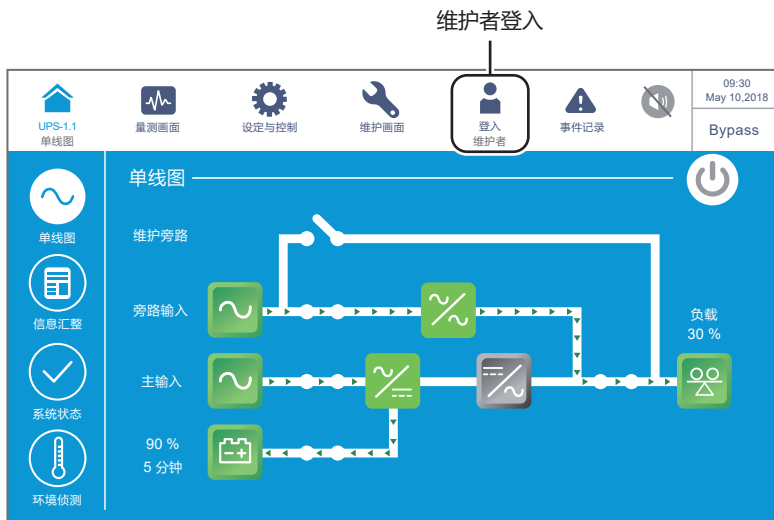 维护者登入
UPS-1.1
单线图
量测画面
设定与控制
维护画面
登入
维护者
事件记录
09:30
May 10,2018
Bypass
单线图
信息汇整
系统状态
环境侦测
单线图
维护旁路
旁路输入
主输入
90 %
5 分钟
负载
30 %